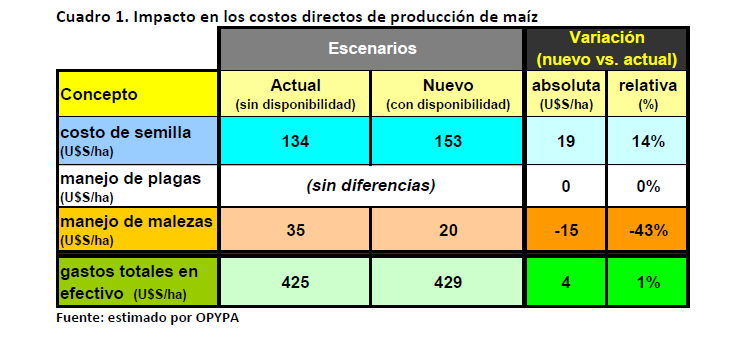 Cuadro 1. Impacto en los costos directos de producción de maíz
Escenarios
Variación
(nuevo vs. actual)
Concepto
Actual
(sin disponibilidad)
Nuevo
(con disponibilidad)
absoluta
(U$S/ha)
relativa
(%)
costo de semilla
(U$S/ha)
134
153
19
14%
manejo de plagas
(U$S/ha)
(sin diferencias)
0
0%
manejo de malezas
(U$S/ha)
35
20
-15
-43%
gastos totales en
efectivo (U$S/ha)
425
429
4
1%
Fuente: estimado por OPYPA